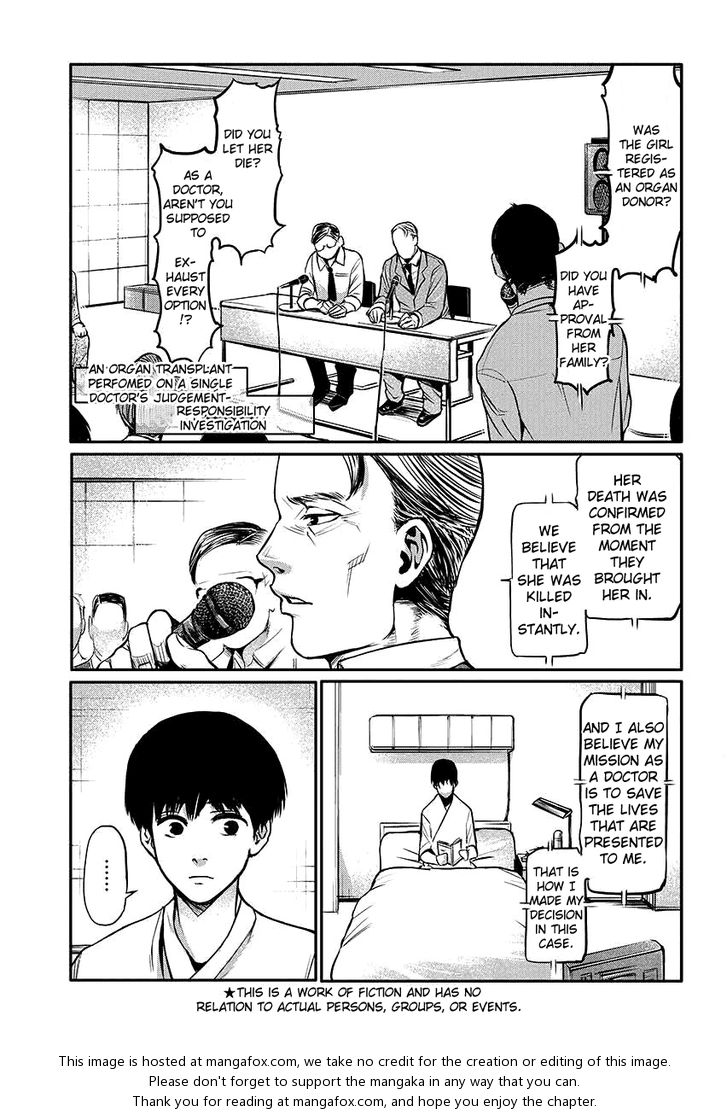 WAS
THE GIRL
REGIS-
TERED AS
AN ORGAN
DONOR?
DID YOU
HAVE
AP-
PROVAL
FROM
HER
FAMILY?
DID YOU
LET HER
DIE?
AS A
DOCTOR,
AREN'T YOU
SUPPOSED
TO
EX-
HAUST
EVERY
OPTION
!?
AN ORGAN TRANSPLANT
PERFOMED ON A SINGLE
DOCTOR'S JUDGEMENT-
RESPONSIBILITY
INVESTIGATION
HER
DEATH WAS
CONFIRMED
FROM THE
MOMENT
THEY
BROUGHT
HER IN.
WE
BELIEVE
THAT
SHE WAS
KILLED
IN-
STANTLY.
AND I ALSO
BELIEVE MY
MISSION AS
A DOCTOR
IS TO SAVE
THE LIVES
THAT ARE
PRESENTED
TO ME.
THAT IS
HOW I
MADE MY
DECISION
IN THIS
CASE.
......
★THIS IS A WORK OF FICTION AND HAS NO
RELATION TO ACTUAL PERSONS, GROUPS, OR EVENTS.
This image is hosted at mangafox.com, we take no credit for the creation or editing of this image.
Please don't forget to support the mangaka in any way that you can.
Thank you for reading at mangafox.com, and hope you enjoy the chapter.